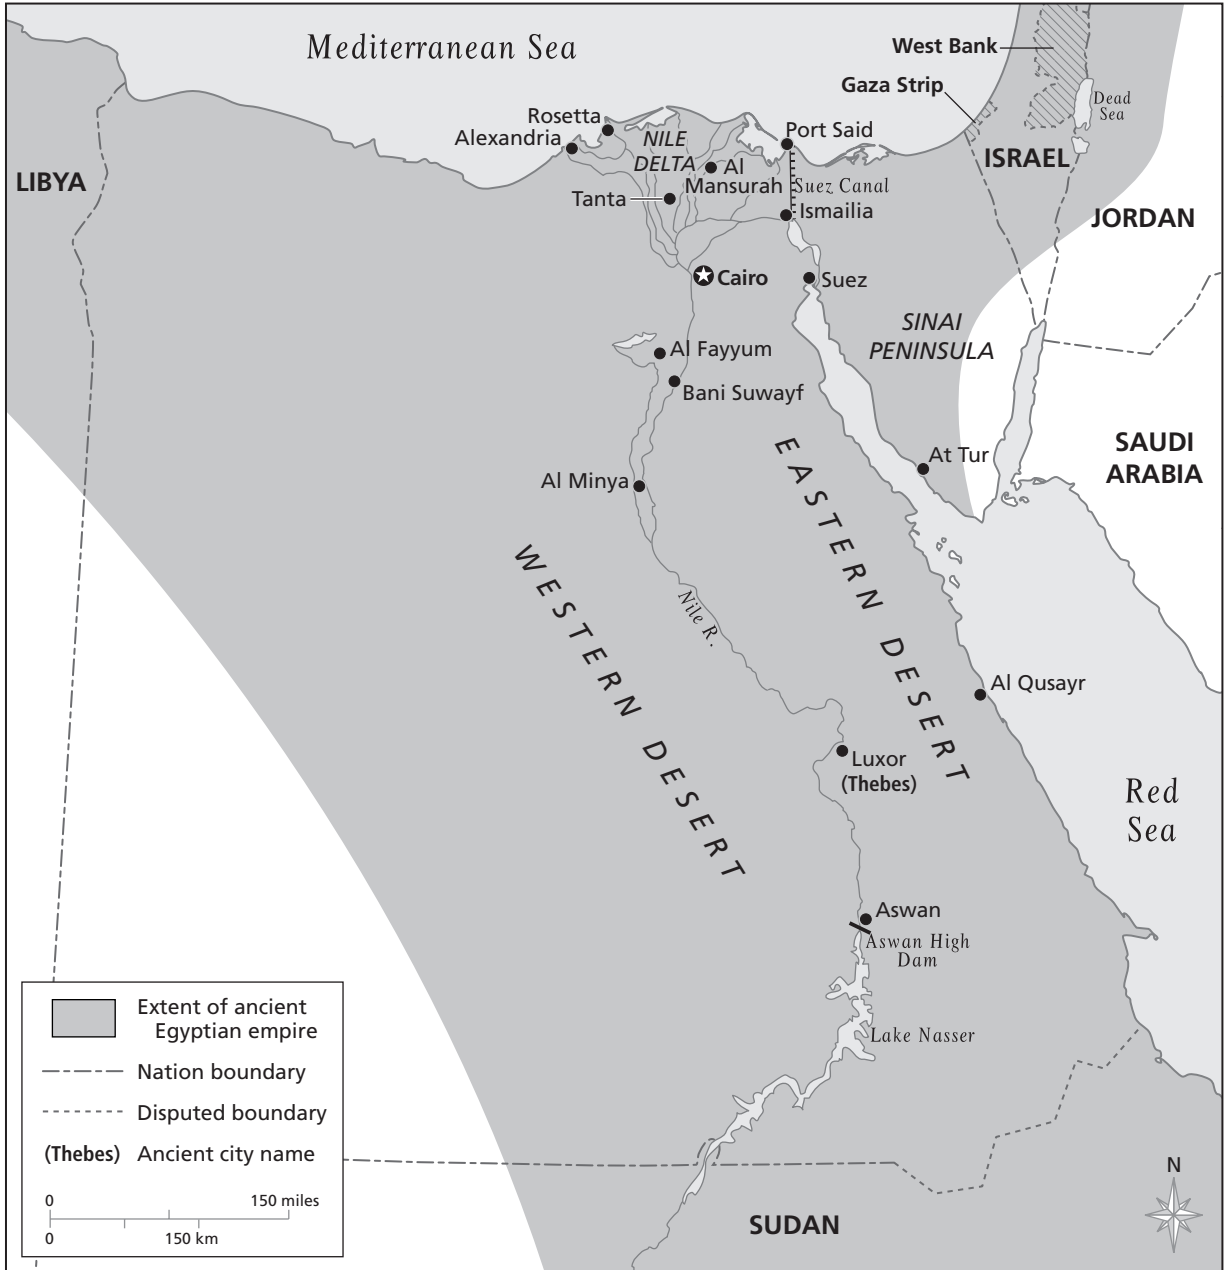 Mediterranean Sea
West Bank
Gaza Strip
Dead
Sea
Rosetta
Alexandria
NILE
DELTA
Port Said
ISRAEL
LIBYA
Al
Mansurah
Suez Canal
Tanta
Ismailia
JORDAN
Cairo
Suez
SINAI
PENINSULA
Al Fayyum
Bani Suwayf
SAUDI
ARABIA
At Tur
Al Minya
EASTERN DESERT
WESTERN DESERT
Nile R.
Al Qusayr
Luxor
(Thebes)
Red
Sea
Aswan
Aswan High
Dam
Lake Nasser
Extent of ancient
Egyptian empire
Nation boundary
Disputed boundary
(Thebes) Ancient city name
0 150 miles
0 150 km
SUDAN
N